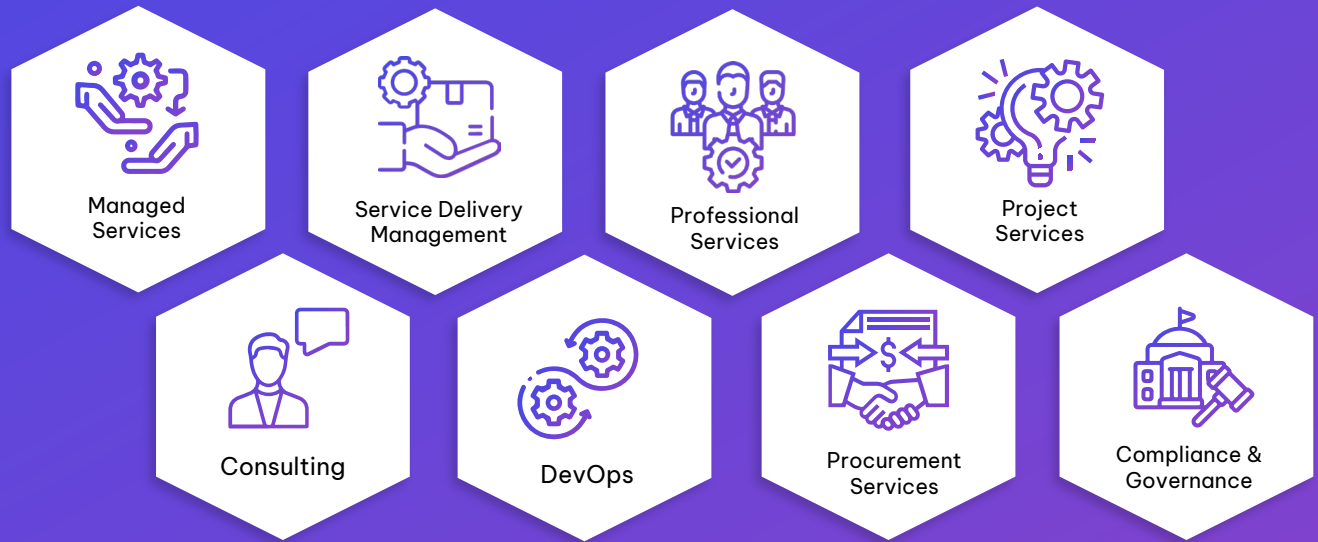 Managed
Services
Service Delivery
Management
Professional
Services
Project
Services
Consulting
DevOps
$
Procurement
Services
Compliance &
Governance